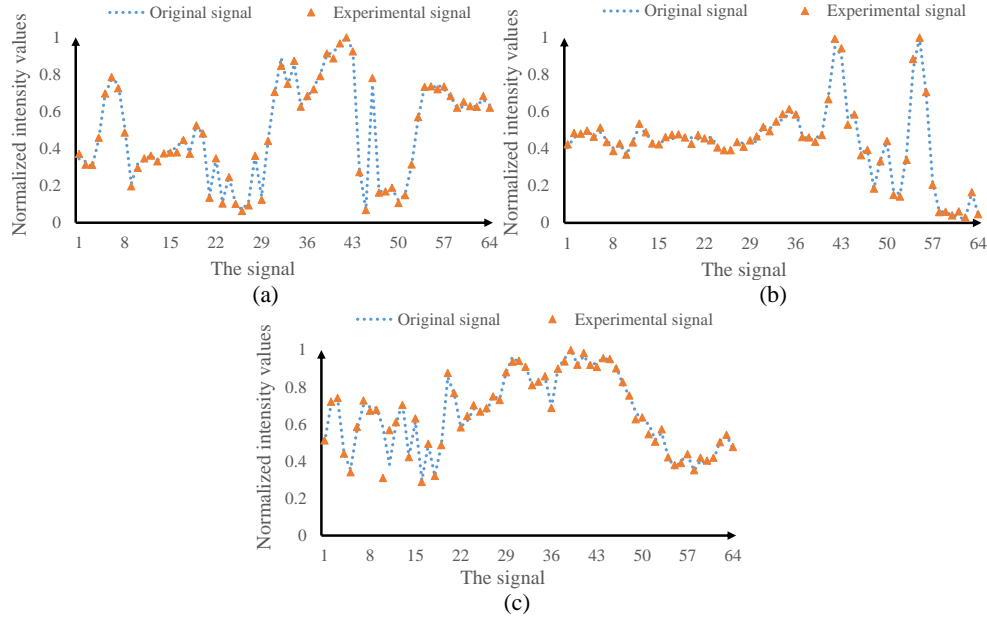 Original signal Experimental signal
Normalized intensity values
1
0.8
0.6
0.4
0.2
0
1 8 15 22 29 36 43 50 57 64
The signal
(a)
Original signal Experimental signal
Normalized intensity values
1
0.8
0.6
0.4
0.2
0
1 8 15 22 29 36 43 50 57 64
The signal
(b)
Original signal Experimental signal
Normalized intensity values
1
0.8
0.6
0.4
0.2
0
1 8 15 22 29 36 43 50 57 64
The signal
(c)